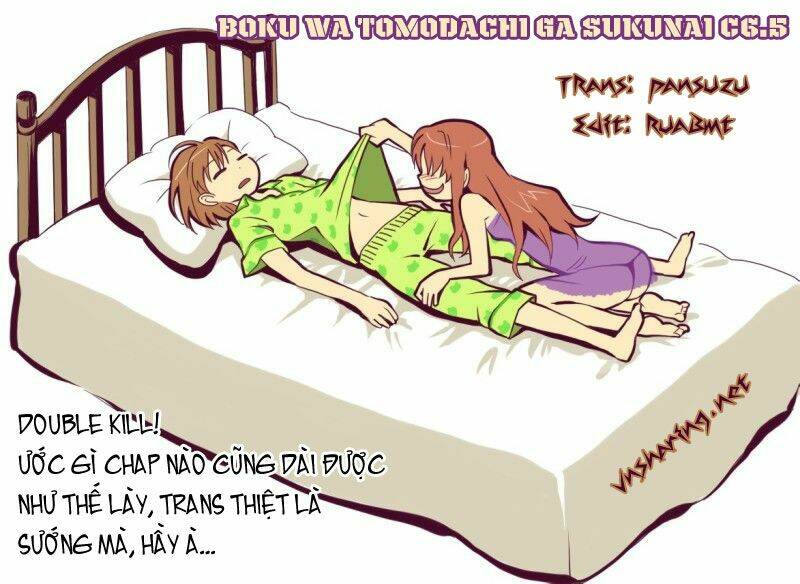 BOKU WA TOMODACHI GA SUKUNAI C6.5
TRANS: PANSUZU
Edit: RUABMT
vnsharing.net
DOUBLE KILL!
ƯỚC GÌ CHAP NÀO CŨNG DÀI ĐƯỢC
NHƯ THẾ LÀY, TRANS THIỆT LÀ
SƯỚNG MÀ, HẦY À...